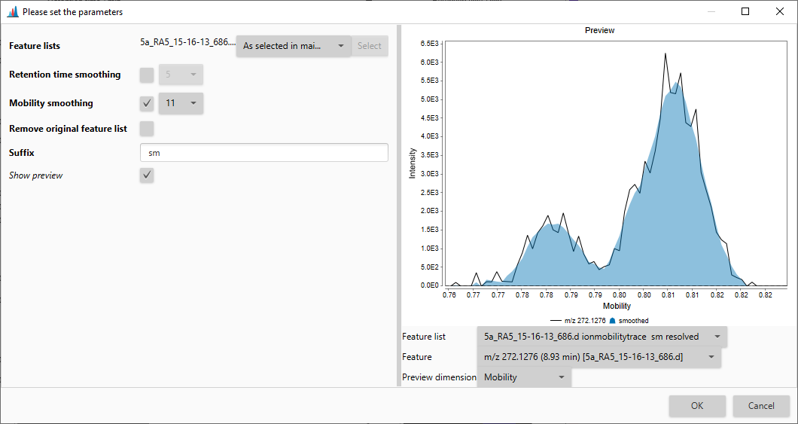 Please set the parameters
Feature lists 5a_RA5_15-16-13_686.... As selected in mai... Select
Retention time smoothing 5
Mobility smoothing 11
Remove original feature list
Suffix sm
Show preview
Preview
6.5E3
6.0E3
5.5E3
5.0E3
4.5E3
4.0E3
3.5E3
3.0E3
2.5E3
2.0E3
1.5E3
1.0E3
5.0E2
0.0E0
Intensity
0.76 0.77 0.77 0.78 0.78 0.79 0.79 0.80 0.80 0.81 0.81 0.82 0.82
Mobility
m/z 272.1276 smoothed
Feature list 5a_RA5_15-16-13_686.d ionmobilitytrace sm resolved
Feature m/z 272.1276 (8.93 min) [5a_RA5_15-16-13_686.d]
Preview dimension Mobility
OK Cancel